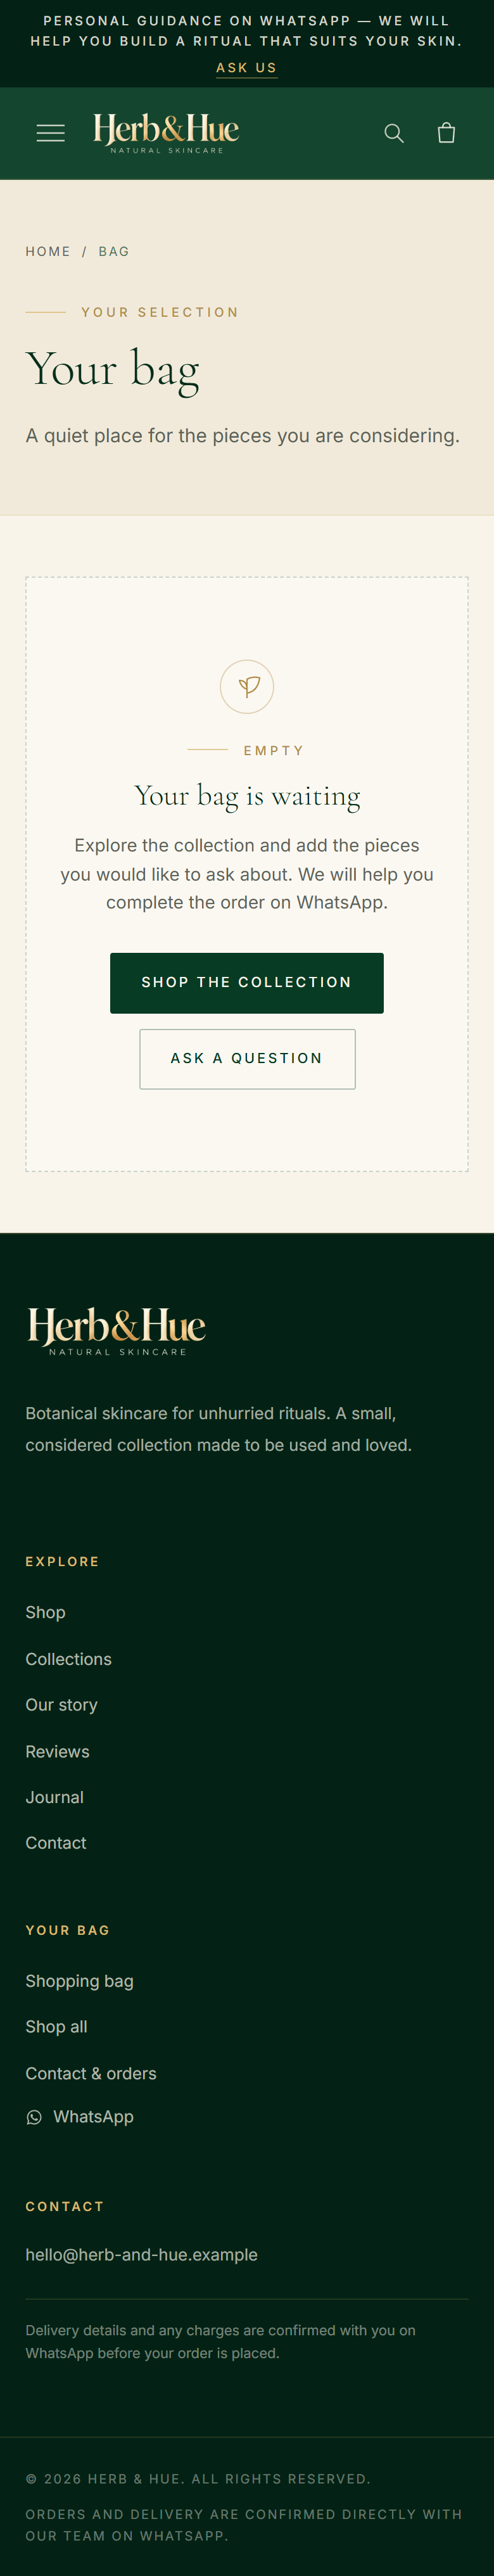 PERSONAL GUIDANCE ON WHATSAPP — WE WILL
HELP YOU BUILD A RITUAL THAT SUITS YOUR SKIN.
ASK US
Herb&Hue
NATURAL SKINCARE
HOME / BAG
YOUR SELECTION
Your bag
A quiet place for the pieces you are considering.
EMPTY
Your bag is waiting
Explore the collection and add the pieces
you would like to ask about. We will help you
complete the order on WhatsApp.
SHOP THE COLLECTION
ASK A QUESTION
Herb&Hue
NATURAL SKINCARE
Botanical skincare for unhurried rituals. A small,
considered collection made to be used and loved.
EXPLORE
Shop
Collections
Our story
Reviews
Journal
Contact
YOUR BAG
Shopping bag
Shop all
Contact & orders
WhatsApp
CONTACT
hello@herb-and-hue.example
Delivery details and any charges are confirmed with you on
WhatsApp before your order is placed.
© 2026 HERB & HUE. ALL RIGHTS RESERVED.
ORDERS AND DELIVERY ARE CONFIRMED DIRECTLY WITH
OUR TEAM ON WHATSAPP.